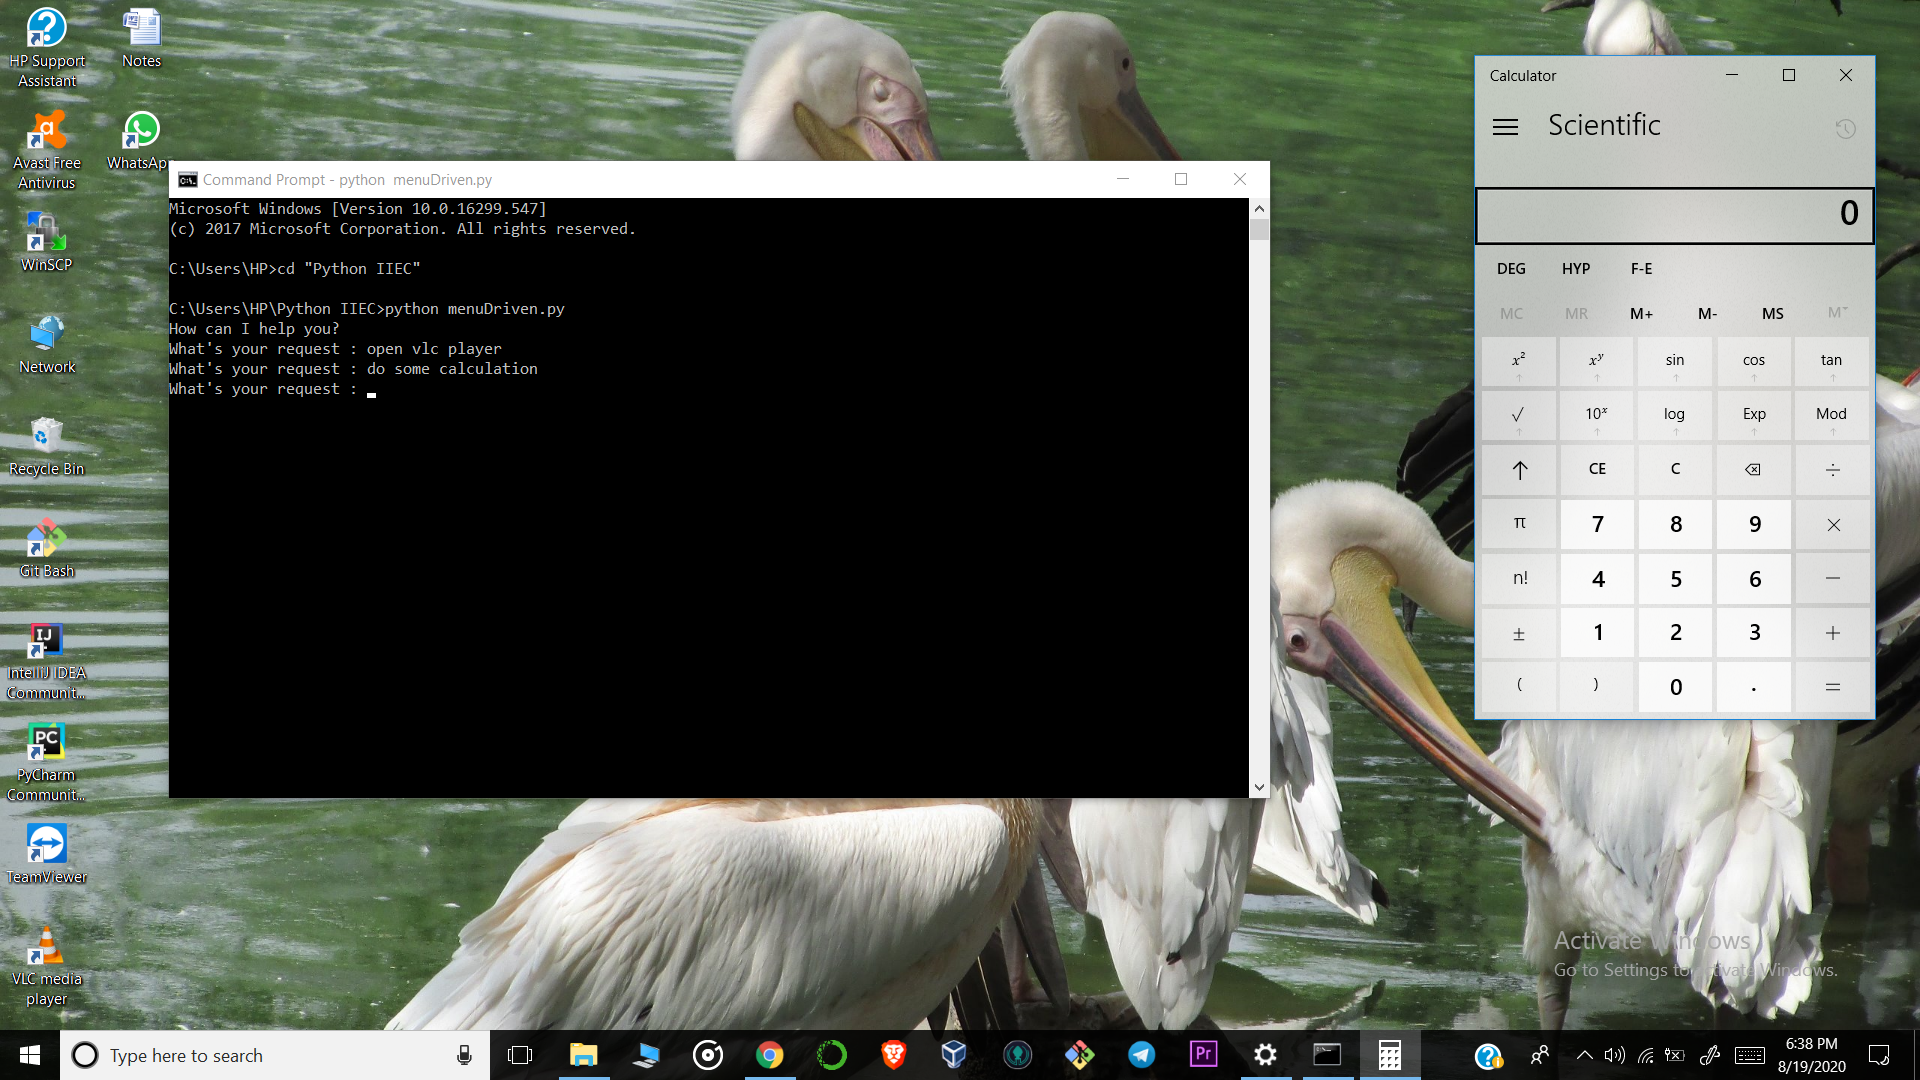 HP Support
Assistant
Notes
Avast Free
Antivirus
WhatsApp
WinSCP
Network
Recycle Bin
Git Bash
IntelliJ IDEA
Communit...
PyCharm
Communit...
TeamViewer
VLC media
player
Command Prompt - python  menuDriven.py
Microsoft Windows [Version 10.0.16299.547]
(c) 2017 Microsoft Corporation. All rights reserved.
C:\Users\HP>cd "Python IIEC"
C:\Users\HP\Python IIEC>python menuDriven.py
How can I help you?
What's your request : open vlc player
What's your request : do some calculation
What's your request :
Calculator
Scientific
0
DEG HYP F-E
MC MR M+ M- MS M˅
x² xʸ sin cos tan
√ 10ˣ log Exp Mod
↑ CE C ⌫ ÷
π 7 8 9 ×
n! 4 5 6 −
± 1 2 3 +
( ) 0 . =
Activate Windows
Go to Settings to activate Windows.
Type here to search
6:38 PM
8/19/2020